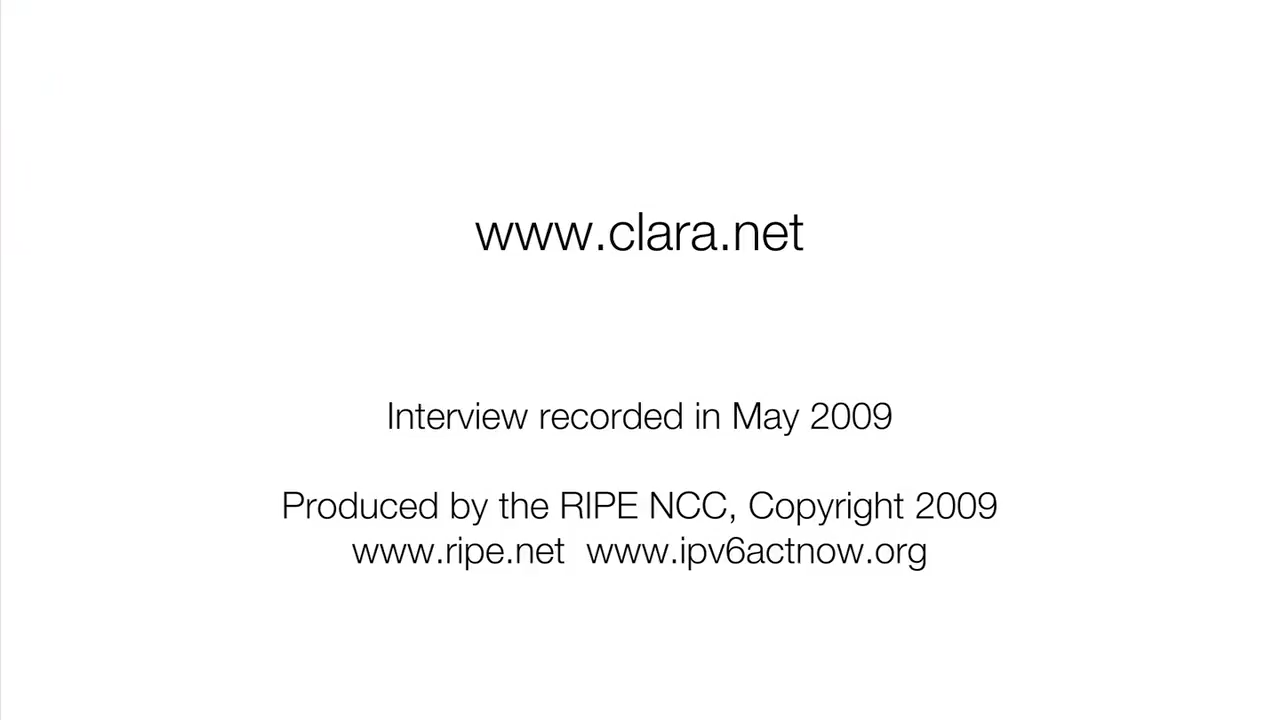 www.clara.net
Interview recorded in May 2009
Produced by the RIPE NCC, Copyright 2009
www.ripe.net  www.ipv6actnow.org